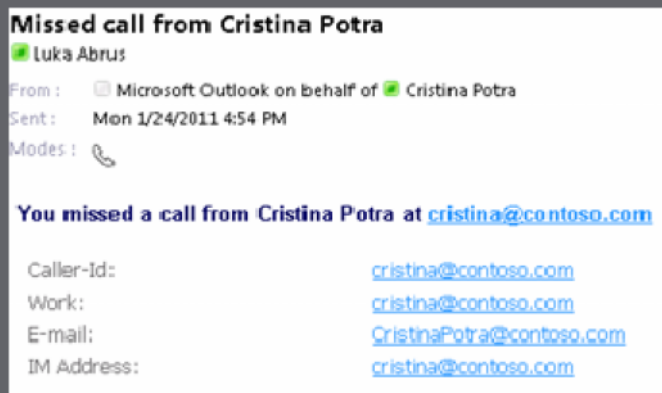 Missed call from Cristina Potra
Luka Abrus
From : Microsoft Outlook on behalf of Cristina Potra
Sent : Mon 1/24/2011 4:54 PM
Modes :
You missed a call from Cristina Potra at cristina@contoso.com
Caller-Id: cristina@contoso.com
Work: cristina@contoso.com
E-mail: CristinaPotra@contoso.com
IM Address: cristina@contoso.com